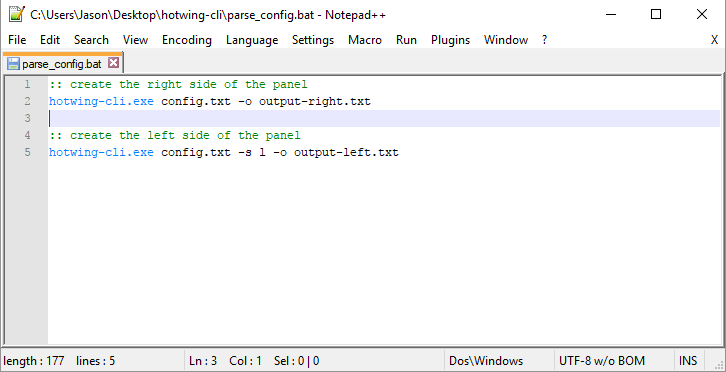 C:\Users\Jason\Desktop\hotwing-cli\parse_config.bat - Notepad++
File Edit Search View Encoding Language Settings Macro Run Plugins Window ? X
parse_config.bat
1 :: create the right side of the panel
2 hotwing-cli.exe config.txt -o output-right.txt
3
4 :: create the left side of the panel
5 hotwing-cli.exe config.txt -s l -o output-left.txt
length : 177 lines : 5 Ln : 3 Col : 1 Sel : 0 | 0 Dos\Windows UTF-8 w/o BOM INS